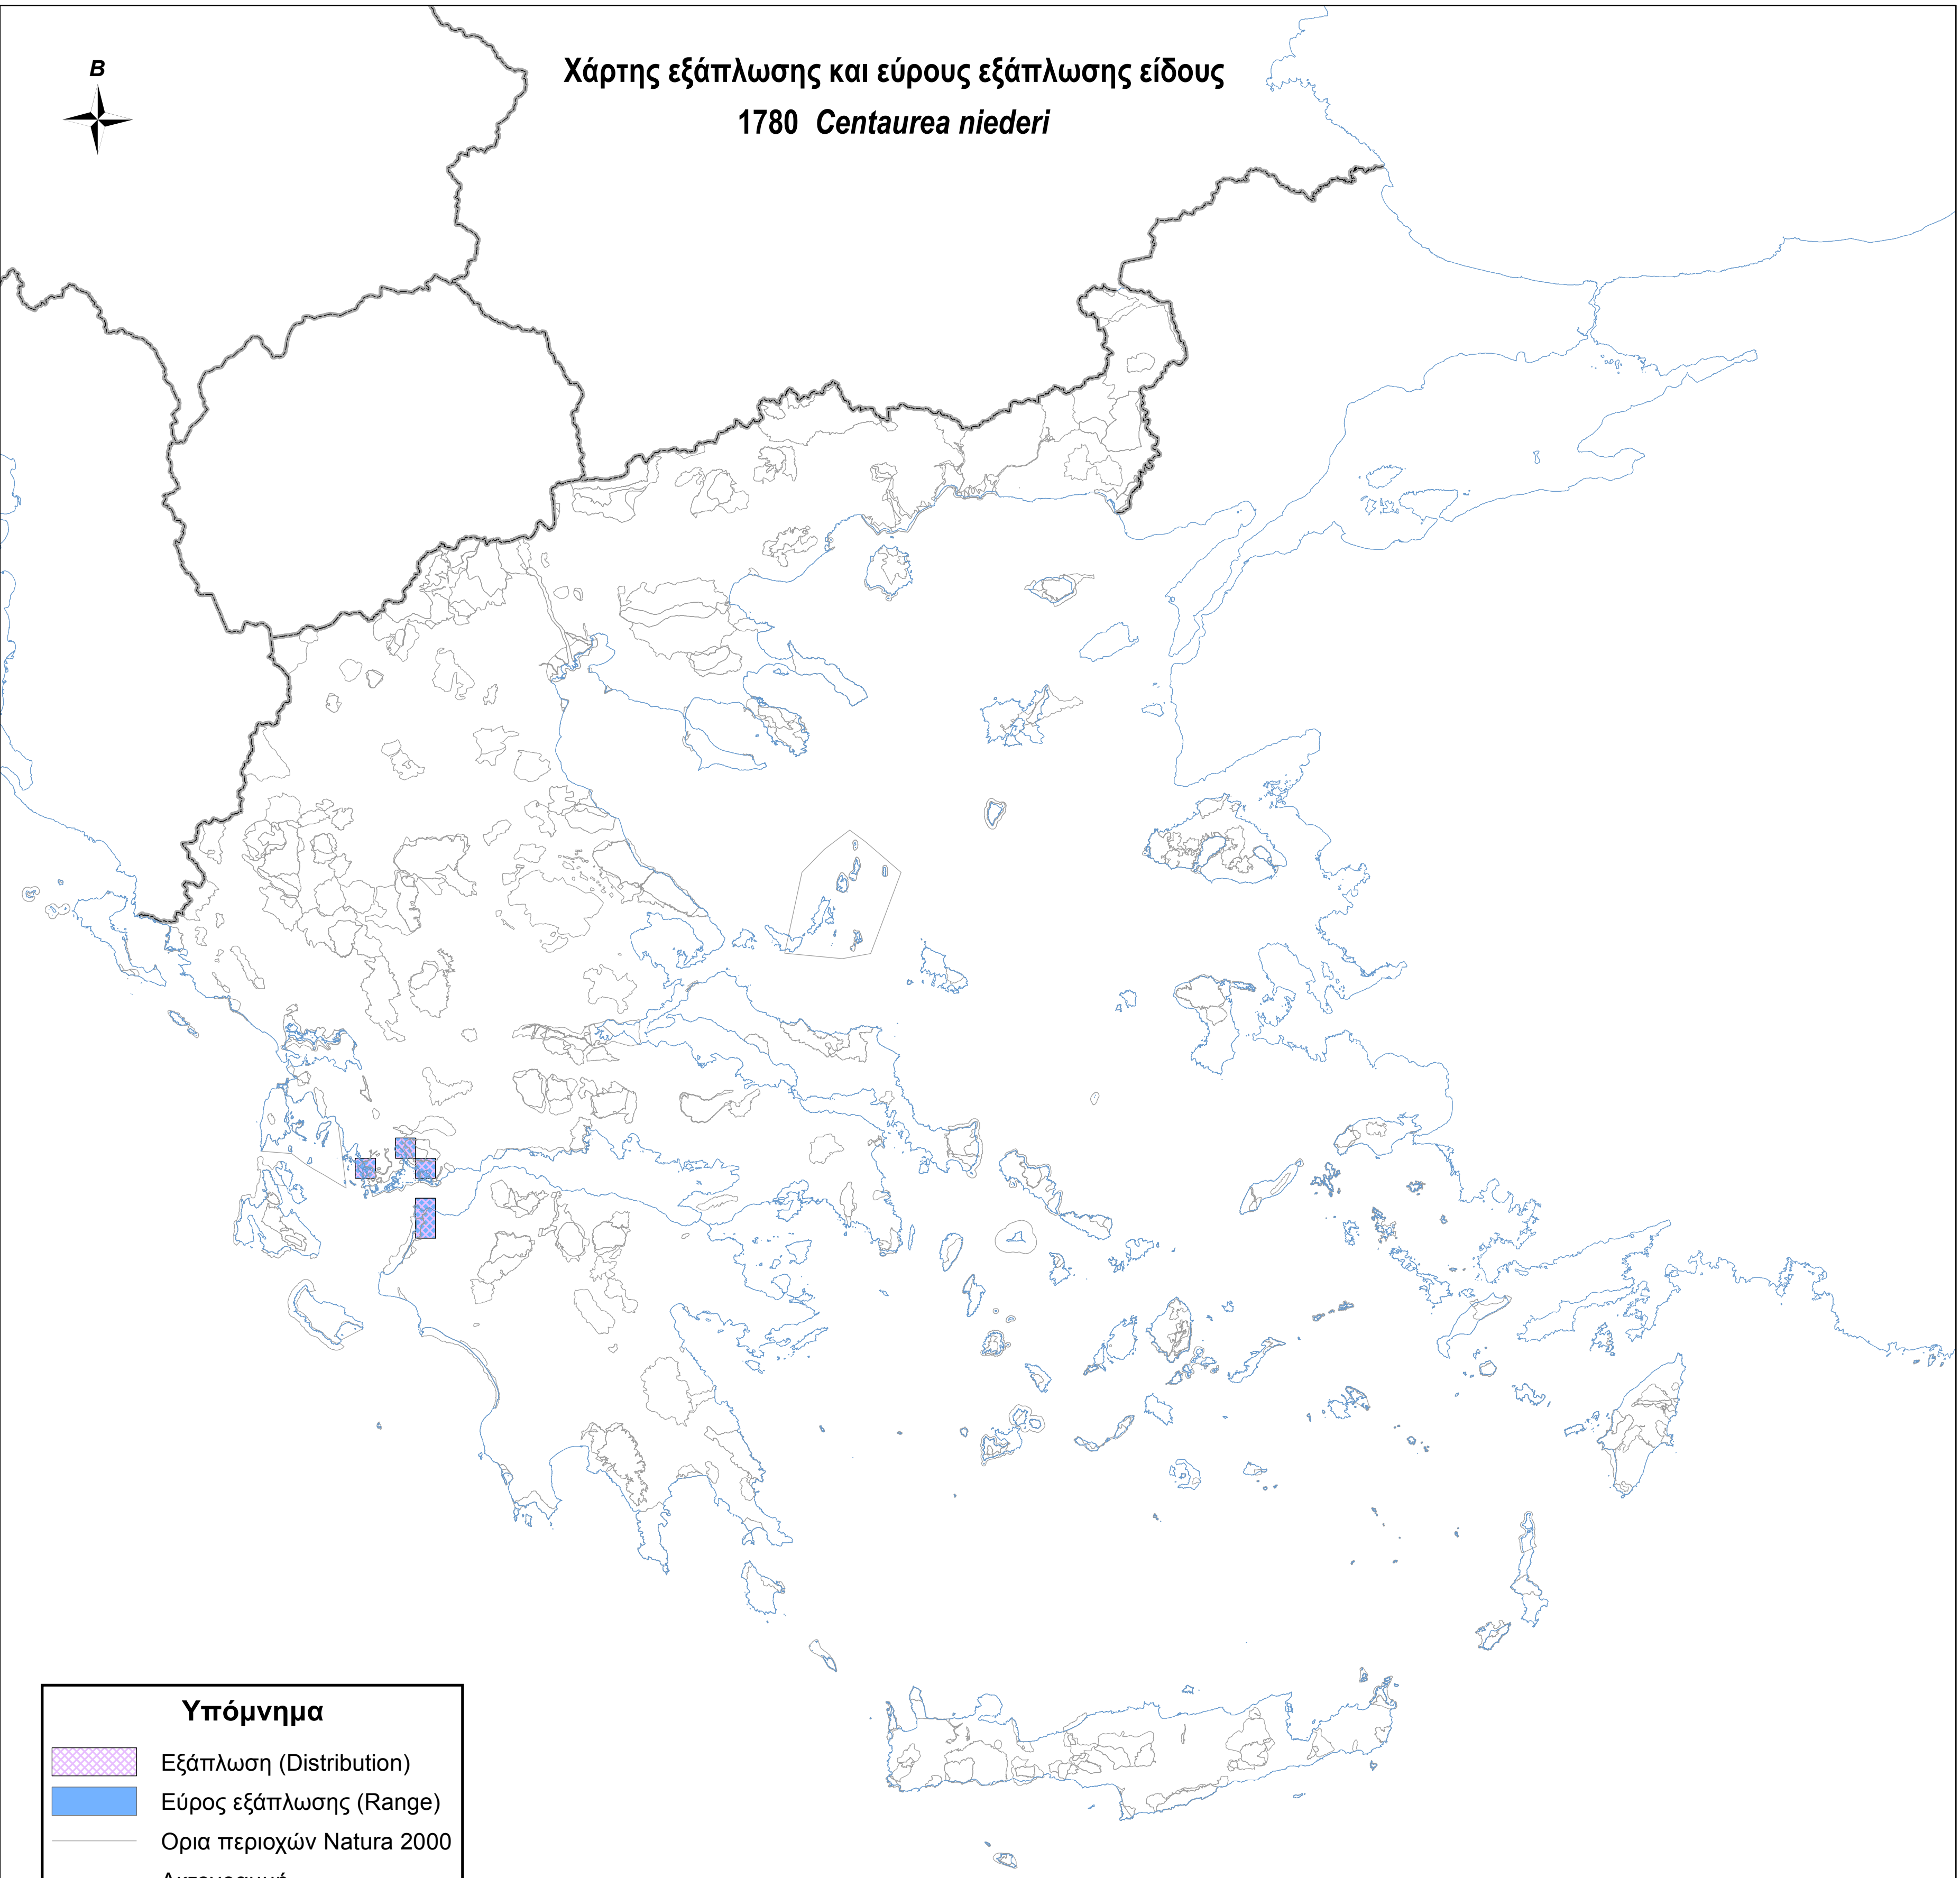 Β
Χάρτης εξάπλωσης και εύρους εξάπλωσης είδους
1780 Centaurea niederi
Υπόμνημα
Εξάπλωση (Distribution)
Εύρος εξάπλωσης (Range)
Ορια περιοχών Natura 2000